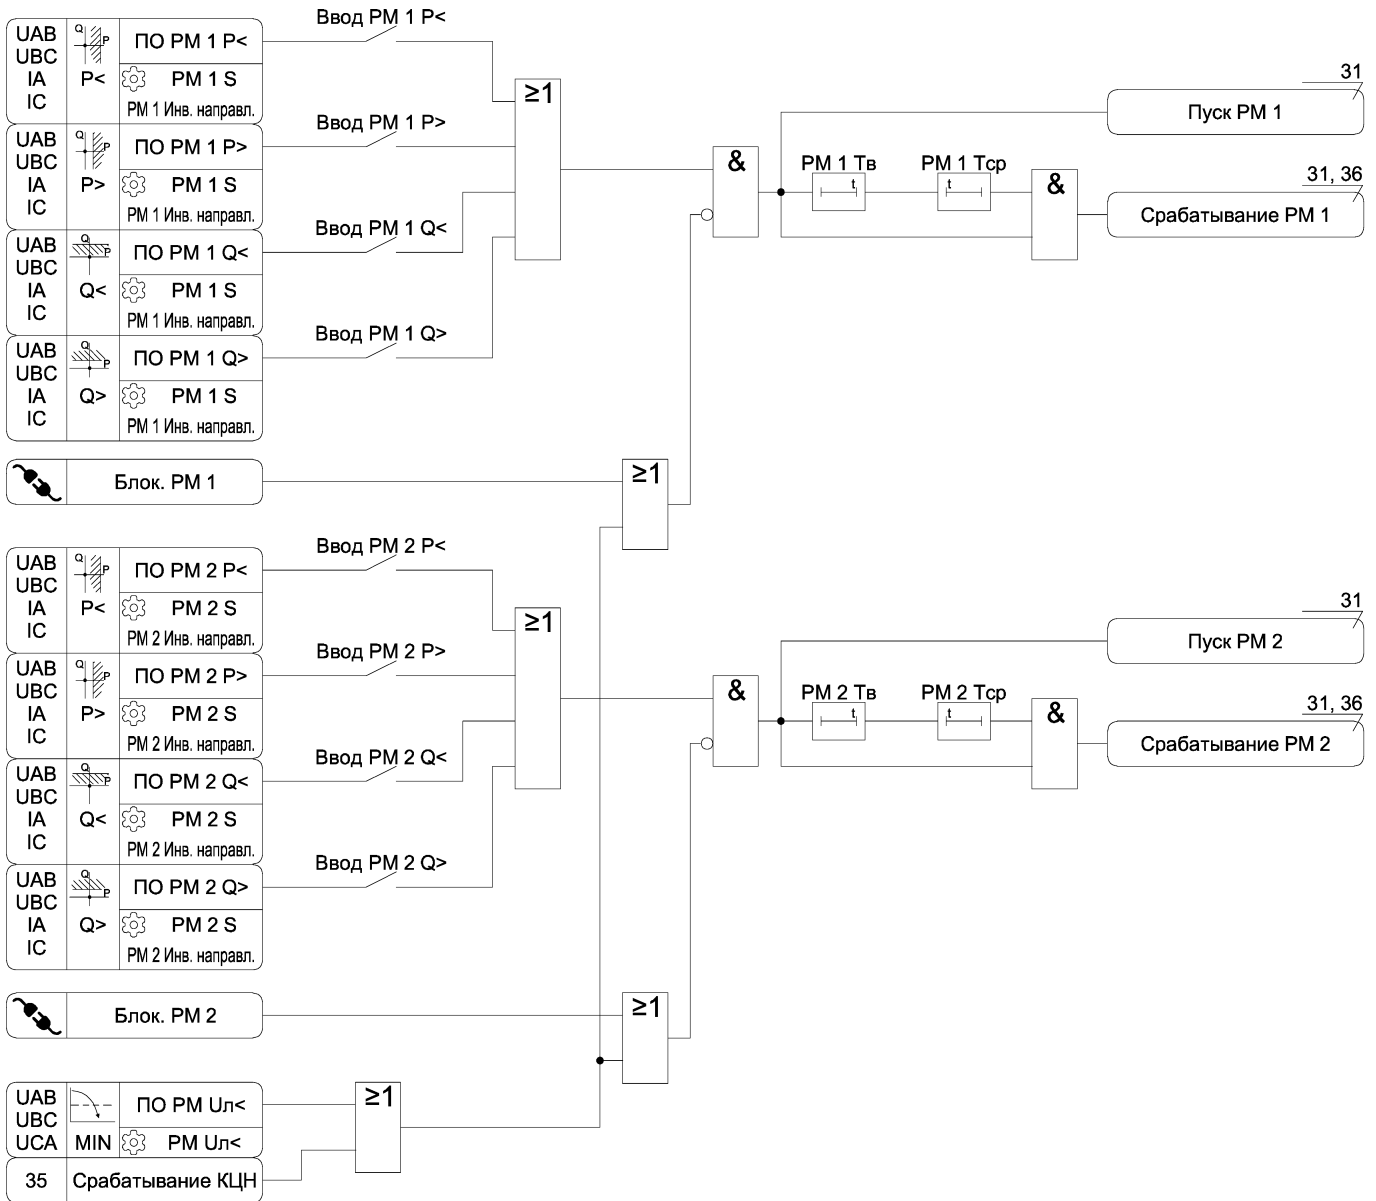 Ввод РМ 1 P<
UAB
UBC
IA
IC
Q
P
P<
ПО РМ 1 P<
РМ 1 S
РМ 1 Инв. направл.
≥1
31
Пуск РМ 1
Ввод РМ 1 P>
UAB
UBC
IA
IC
Q
P
P>
ПО РМ 1 P>
РМ 1 S
РМ 1 Инв. направл.
&
РМ 1 Тв
t
РМ 1 Тср
t
&
31, 36
Срабатывание РМ 1
Ввод РМ 1 Q<
UAB
UBC
IA
IC
Q
P
Q<
ПО РМ 1 Q<
РМ 1 S
РМ 1 Инв. направл.
Ввод РМ 1 Q>
UAB
UBC
IA
IC
Q
P
Q>
ПО РМ 1 Q>
РМ 1 S
РМ 1 Инв. направл.
Блок. РМ 1
≥1
Ввод РМ 2 P<
UAB
UBC
IA
IC
Q
P
P<
ПО РМ 2 P<
РМ 2 S
РМ 2 Инв. направл.
≥1
31
Пуск РМ 2
Ввод РМ 2 P>
UAB
UBC
IA
IC
Q
P
P>
ПО РМ 2 P>
РМ 2 S
РМ 2 Инв. направл.
&
РМ 2 Тв
t
РМ 2 Тср
t
&
31, 36
Срабатывание РМ 2
Ввод РМ 2 Q<
UAB
UBC
IA
IC
Q
P
Q<
ПО РМ 2 Q<
РМ 2 S
РМ 2 Инв. направл.
Ввод РМ 2 Q>
UAB
UBC
IA
IC
Q
P
Q>
ПО РМ 2 Q>
РМ 2 S
РМ 2 Инв. направл.
Блок. РМ 2
≥1
UAB
UBC
UCA
MIN
ПО РМ Uл<
РМ Uл<
≥1
35
Срабатывание КЦН